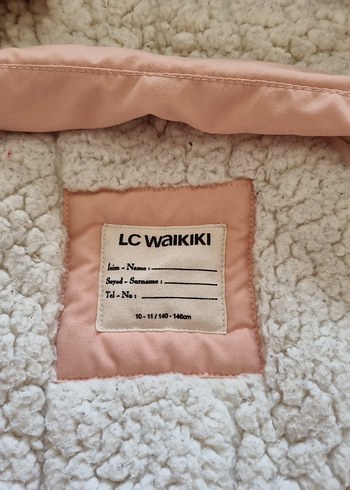 LC WAIKIKI
İsim - Name :
Soyad - Surname :
Tel - No :
10 - 11 / 140 - 146cm